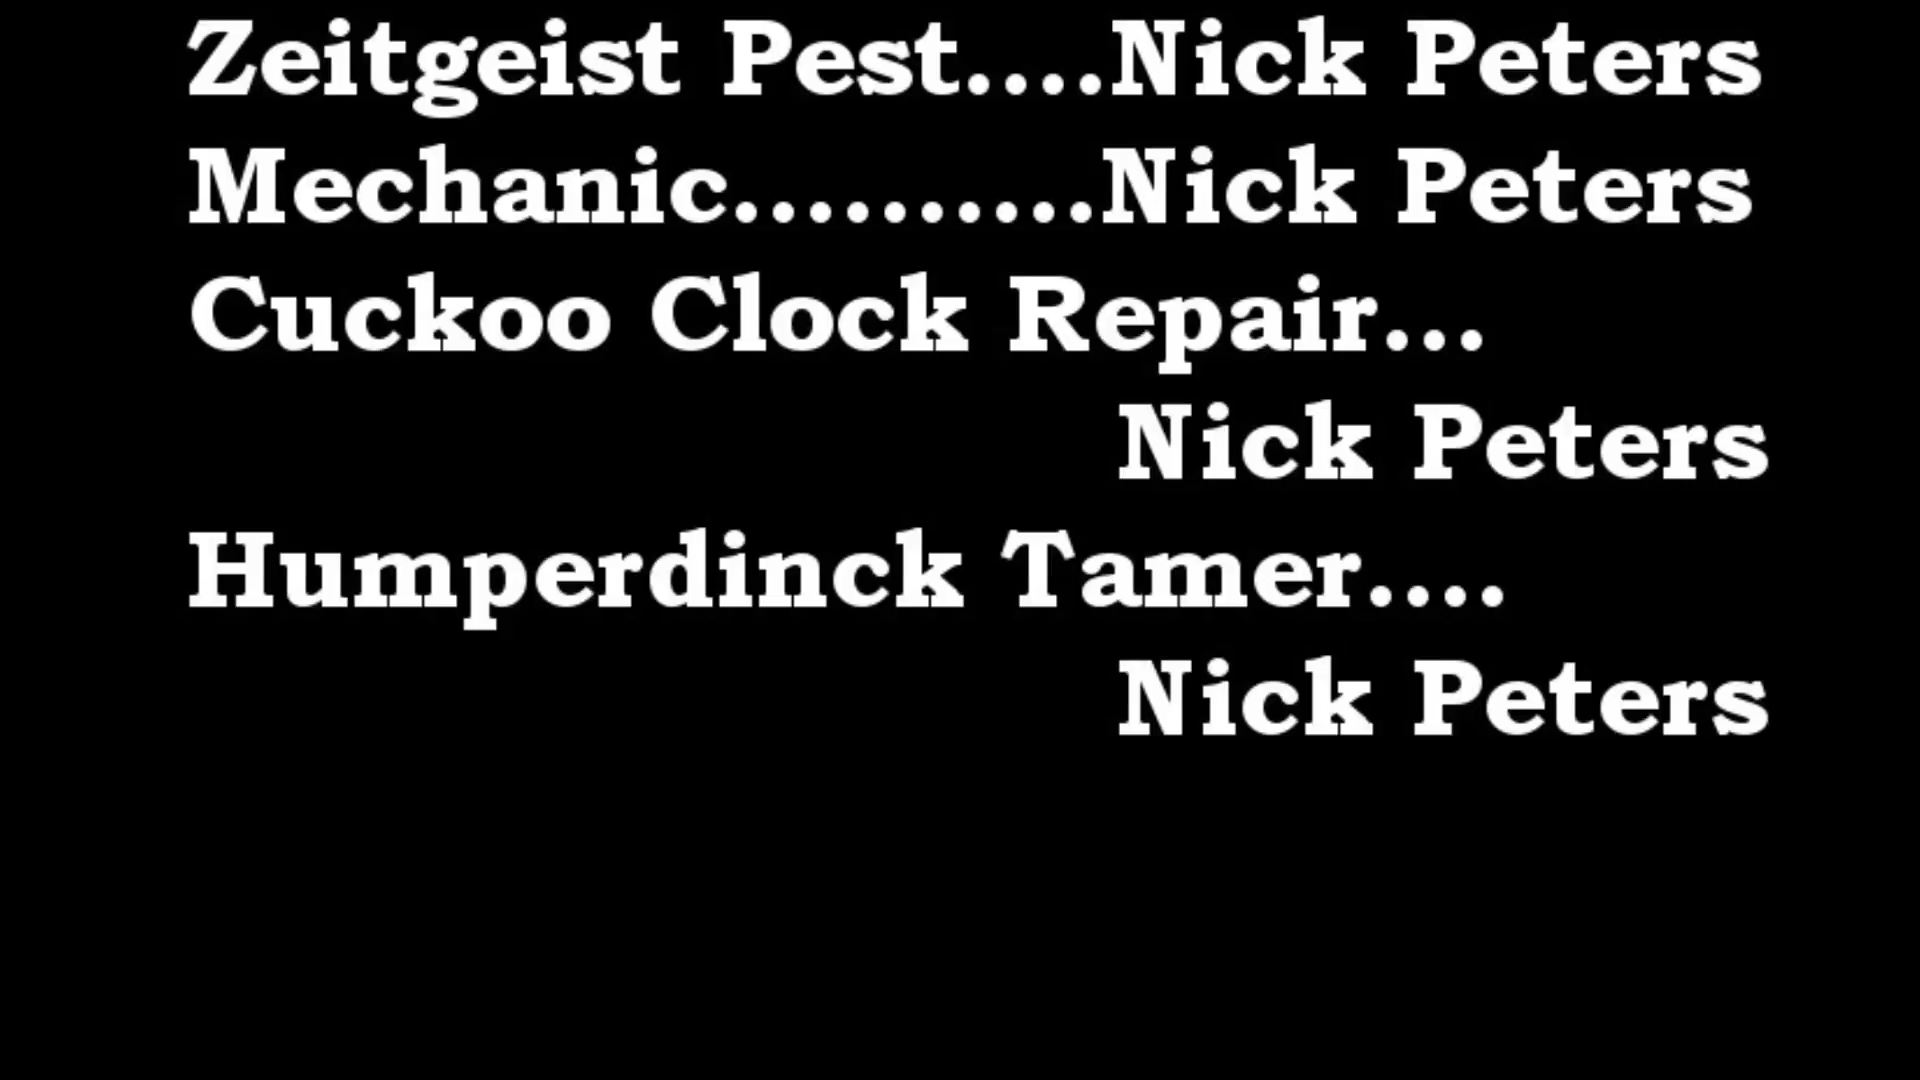 Zeitgeist Pest....Nick Peters
Mechanic..........Nick Peters
Cuckoo Clock Repair...
Nick Peters
Humperdinck Tamer....
Nick Peters